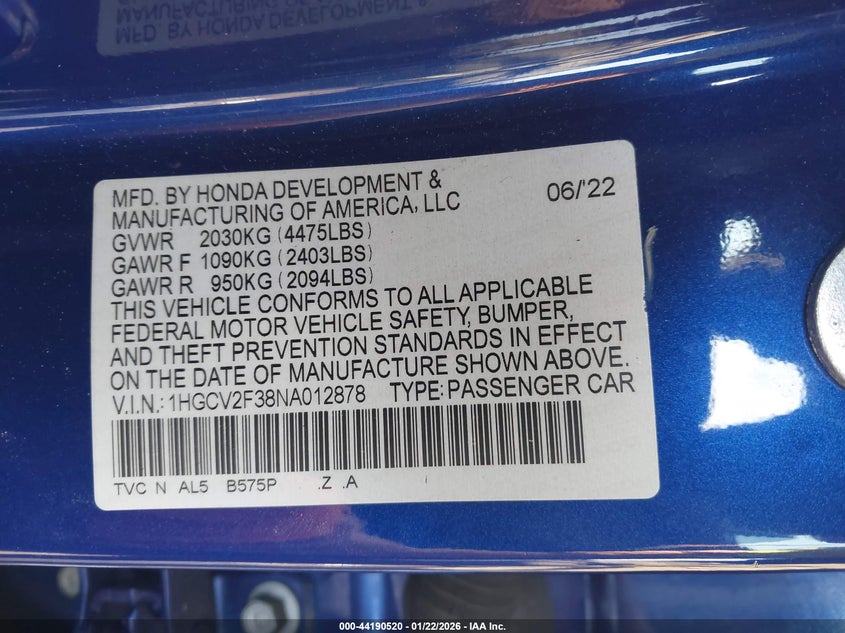 MFD. BY HONDA DEVELOPMENT &
MANUFACTURING OF AMERICA, LLC
06/'22
GVWR 2030KG (4475LBS)
GAWR F 1090KG (2403LBS)
GAWR R 950KG (2094LBS)
THIS VEHICLE CONFORMS TO ALL APPLICABLE
FEDERAL MOTOR VEHICLE SAFETY, BUMPER,
AND THEFT PREVENTION STANDARDS IN EFFECT
ON THE DATE OF MANUFACTURE SHOWN ABOVE.
V.I.N.: 1HGCV2F38NA012878 TYPE: PASSENGER CAR
TVC N AL5 B575P .Z .A
000-44190520 - 01/22/2026 - IAA Inc.